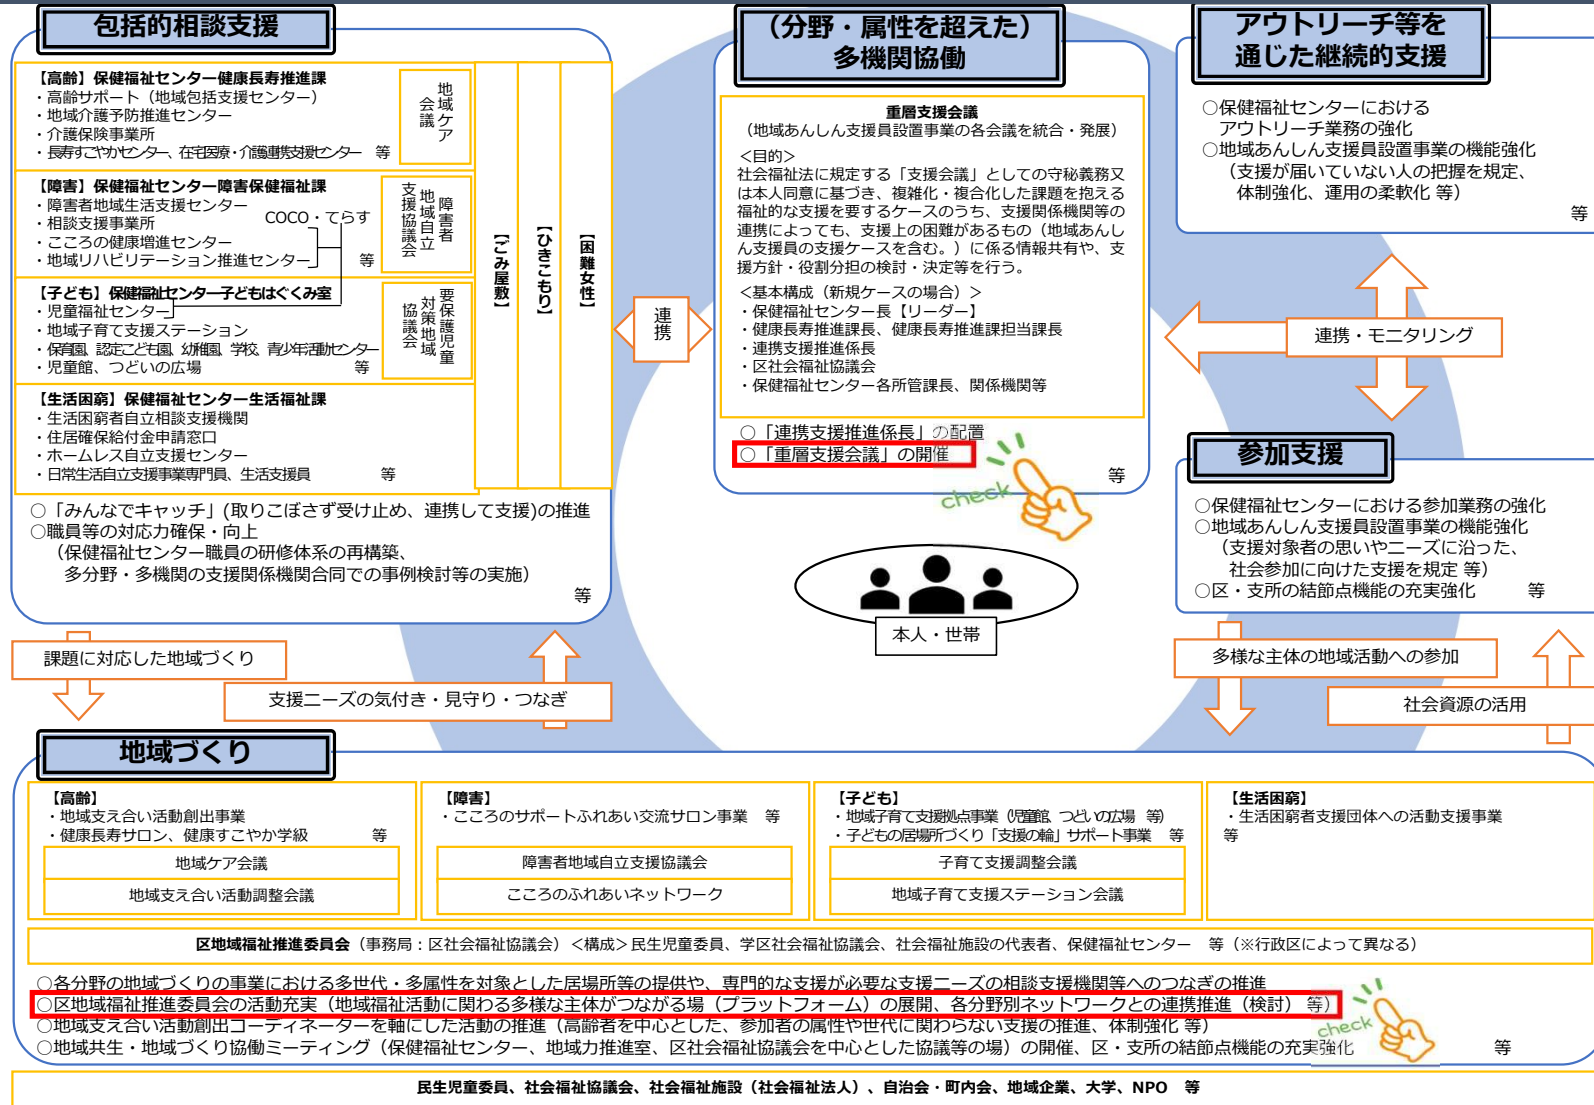 包括的相談支援
【高齢】保健福祉センター健康長寿推進課
・高齢サポート（地域包括支援センター）
・地域介護予防推進センター
・介護保険事業所
・長寿すこやかセンター、在宅医療・介護連携支援センター　等
地域ケア
会議
【障害】保健福祉センター障害保健福祉課
・障害者地域生活支援センター
・相談支援事業所
・こころの健康増進センター
・地域リハビリテーション推進センター　等
COCO・てらす
障害者
地域自立
支援協議会
【子ども】保健福祉センター子どもはぐくみ室
・児童福祉センター
・地域子育て支援ステーション
・保育園、認定こども園、幼稚園、学校、青少年活動センター
・児童館、つどいの広場　等
要保護児童
対策地域
協議会
【生活困窮】保健福祉センター生活福祉課
・生活困窮者自立相談支援機関
・住居確保給付金申請窓口
・ホームレス自立支援センター
・日常生活自立支援事業専門員、生活支援員　等
【ごみ屋敷】
【ひきこもり】
【困難女性】
○「みんなでキャッチ」(取りこぼさず受け止め、連携して支援)の推進
○職員等の対応力確保・向上
（保健福祉センター職員の研修体系の再構築、
多分野・多機関の支援関係機関合同での事例検討等の実施）
等
連携
（分野・属性を超えた）
多機関協働
重層支援会議
（地域あんしん支援員設置事業の各会議を統合・発展）
＜目的＞
社会福祉法に規定する「支援会議」としての守秘義務又
は本人同意に基づき、複雑化・複合化した課題を抱える
福祉的な支援を要するケースのうち、支援関係機関等の
連携によっても、支援上の困難があるもの（地域あんし
ん支援員の支援ケースを含む。）に係る情報共有や、支
援方針・役割分担の検討・決定等を行う。
＜基本構成（新規ケースの場合）＞
・保健福祉センター長【リーダー】
・健康長寿推進課長、健康長寿推進課担当課長
・連携支援推進係長
・区社会福祉協議会
・保健福祉センター各所管課長、関係機関等
○「連携支援推進係長」の配置
○「重層支援会議」の開催
等
check
本人・世帯
アウトリーチ等を
通じた継続的支援
○保健福祉センターにおける
アウトリーチ業務の強化
○地域あんしん支援員設置事業の機能強化
（支援が届いていない人の把握を規定、
体制強化、運用の柔軟化 等）
等
連携・モニタリング
参加支援
○保健福祉センターにおける参加業務の強化
○地域あんしん支援員設置事業の機能強化
（支援対象者の思いやニーズに沿った、
社会参加に向けた支援を規定 等）
○区・支所の結節点機能の充実強化　等
課題に対応した地域づくり
支援ニーズの気付き・見守り・つなぎ
多様な主体の地域活動への参加
社会資源の活用
地域づくり
【高齢】
・地域支え合い活動創出事業
・健康長寿サロン、健康すこやか学級　等
地域ケア会議
地域支え合い活動調整会議
【障害】
・こころのサポートふれあい交流サロン事業　等
障害者地域自立支援協議会
こころのふれあいネットワーク
【子ども】
・地域子育て支援拠点事業（児童館、つどいの広場　等）
・子どもの居場所づくり「支援の輪」サポート事業　等
子育て支援調整会議
地域子育て支援ステーション会議
【生活困窮】
・生活困窮者支援団体への活動支援事業
等
区地域福祉推進委員会（事務局：区社会福祉協議会）＜構成＞民生児童委員、学区社会福祉協議会、社会福祉施設の代表者、保健福祉センター　等（※行政区によって異なる）
○各分野の地域づくりの事業における多世代・多属性を対象とした居場所等の提供や、専門的な支援が必要な支援ニーズの相談支援機関等へのつなぎの推進
○区地域福祉推進委員会の活動充実（地域福祉活動に関わる多様な主体がつながる場（プラットフォーム）の展開、各分野別ネットワークとの連携推進（検討） 等）
○地域支え合い活動創出コーディネーターを軸にした活動の推進（高齢者を中心とした、参加者の属性や世代に関わらない支援の推進、体制強化 等）
○地域共生・地域づくり協働ミーティング（保健福祉センター、地域力推進室、区社会福祉協議会を中心とした協議等の場）の開催、区・支所の結節点機能の充実強化　等
check
民生児童委員、社会福祉協議会、社会福祉施設（社会福祉法人）、自治会・町内会、地域企業、大学、NPO　等